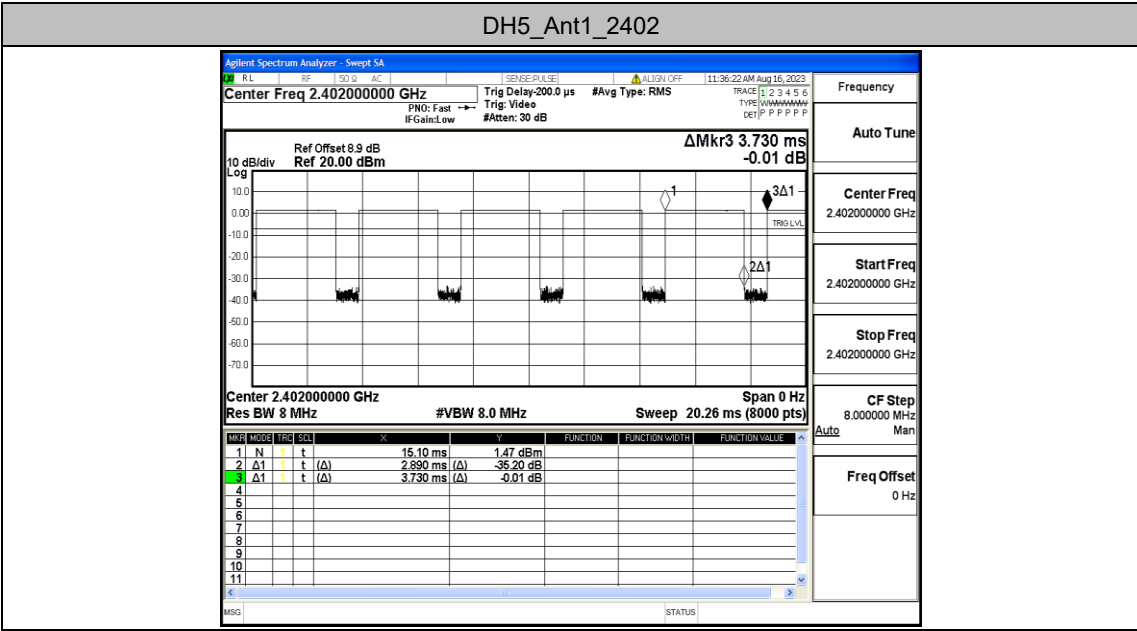 DH5_Ant1_2402
Agilent Spectrum Analyzer - Swept SA
RL RF 50 Ω AC SENSE:PULSE ALIGN OFF 11:36:22 AM Aug 16, 2023
Center Freq 2.402000000 GHz
PNO: Fast
IFGain:Low
Trig Delay-200.0 µs
Trig: Video
#Atten: 30 dB
#Avg Type: RMS
TRACE 1 2 3 4 5 6
TYPE
DET P P P P P P
Ref Offset 8.9 dB
10 dB/div Ref 20.00 dBm
Log
ΔMkr3 3.730 ms
-0.01 dB
10.0
0.00
-10.0
-20.0
-30.0
-40.0
-50.0
-60.0
-70.0
1
3Δ1
TRIG LVL
2Δ1
Center 2.402000000 GHz Span 0 Hz
Res BW 8 MHz #VBW 8.0 MHz Sweep 20.26 ms (8000 pts)
MKR MODE TRC SCL X Y FUNCTION FUNCTION WIDTH FUNCTION VALUE
1 N 1 t 15.10 ms 1.47 dBm
2 Δ1 1 t (Δ) 2.890 ms (Δ) -35.20 dB
3 Δ1 1 t (Δ) 3.730 ms (Δ) -0.01 dB
4
5
6
7
8
9
10
11
MSG STATUS
Frequency
Auto Tune
Center Freq
2.402000000 GHz
Start Freq
2.402000000 GHz
Stop Freq
2.402000000 GHz
CF Step
8.000000 MHz
Auto Man
Freq Offset
0 Hz